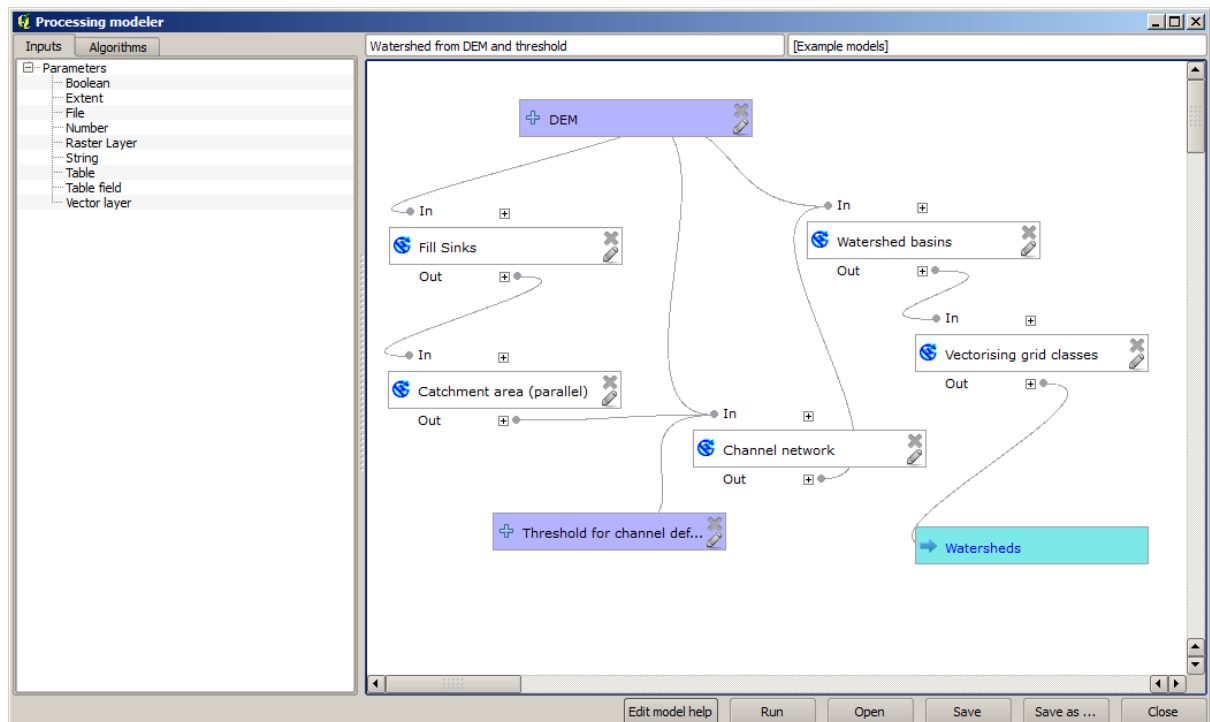 Processing modeler
Inputs
Algorithms
Watershed from DEM and threshold
[Example models]
Parameters
Boolean
Extent
File
Number
Raster Layer
String
Table
Table field
Vector layer
DEM
In
Fill Sinks
Out
In
Watershed basins
Out
In
Catchment area (parallel)
Out
In
Vectorising grid classes
Out
In
Channel network
Out
Threshold for channel def...
Watersheds
Edit model help
Run
Open
Save
Save as ...
Close